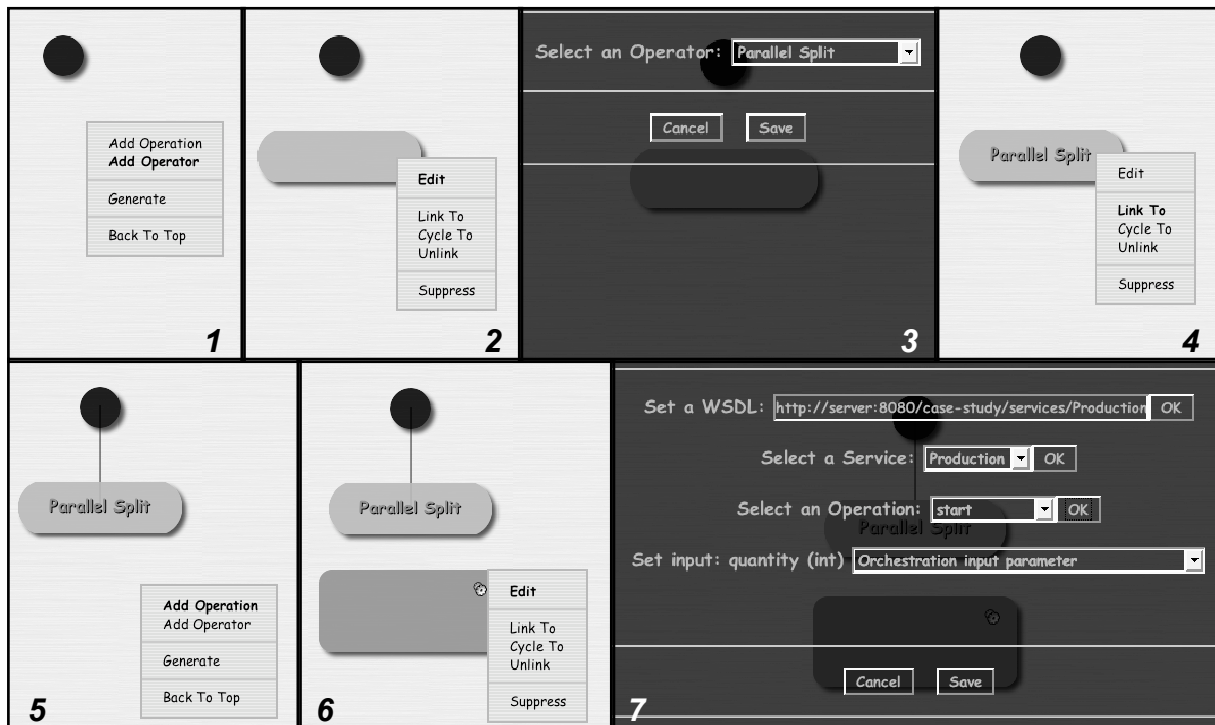 Add Operation
Add Operator
Generate
Back To Top
1
Edit
Link To
Cycle To
Unlink
Suppress
2
Select an Operator: Parallel Split
Cancel Save
3
Parallel Split
Edit
Link To
Cycle To
Unlink
Suppress
4
Parallel Split
Add Operation
Add Operator
Generate
Back To Top
5
Parallel Split
Edit
Link To
Cycle To
Unlink
Suppress
6
Set a WSDL: http://server:8080/case-study/services/Production OK
Select a Service: Production OK
Select an Operation: start OK
Parallel Split
Set input: quantity (int) Orchestration input parameter
Cancel Save
7